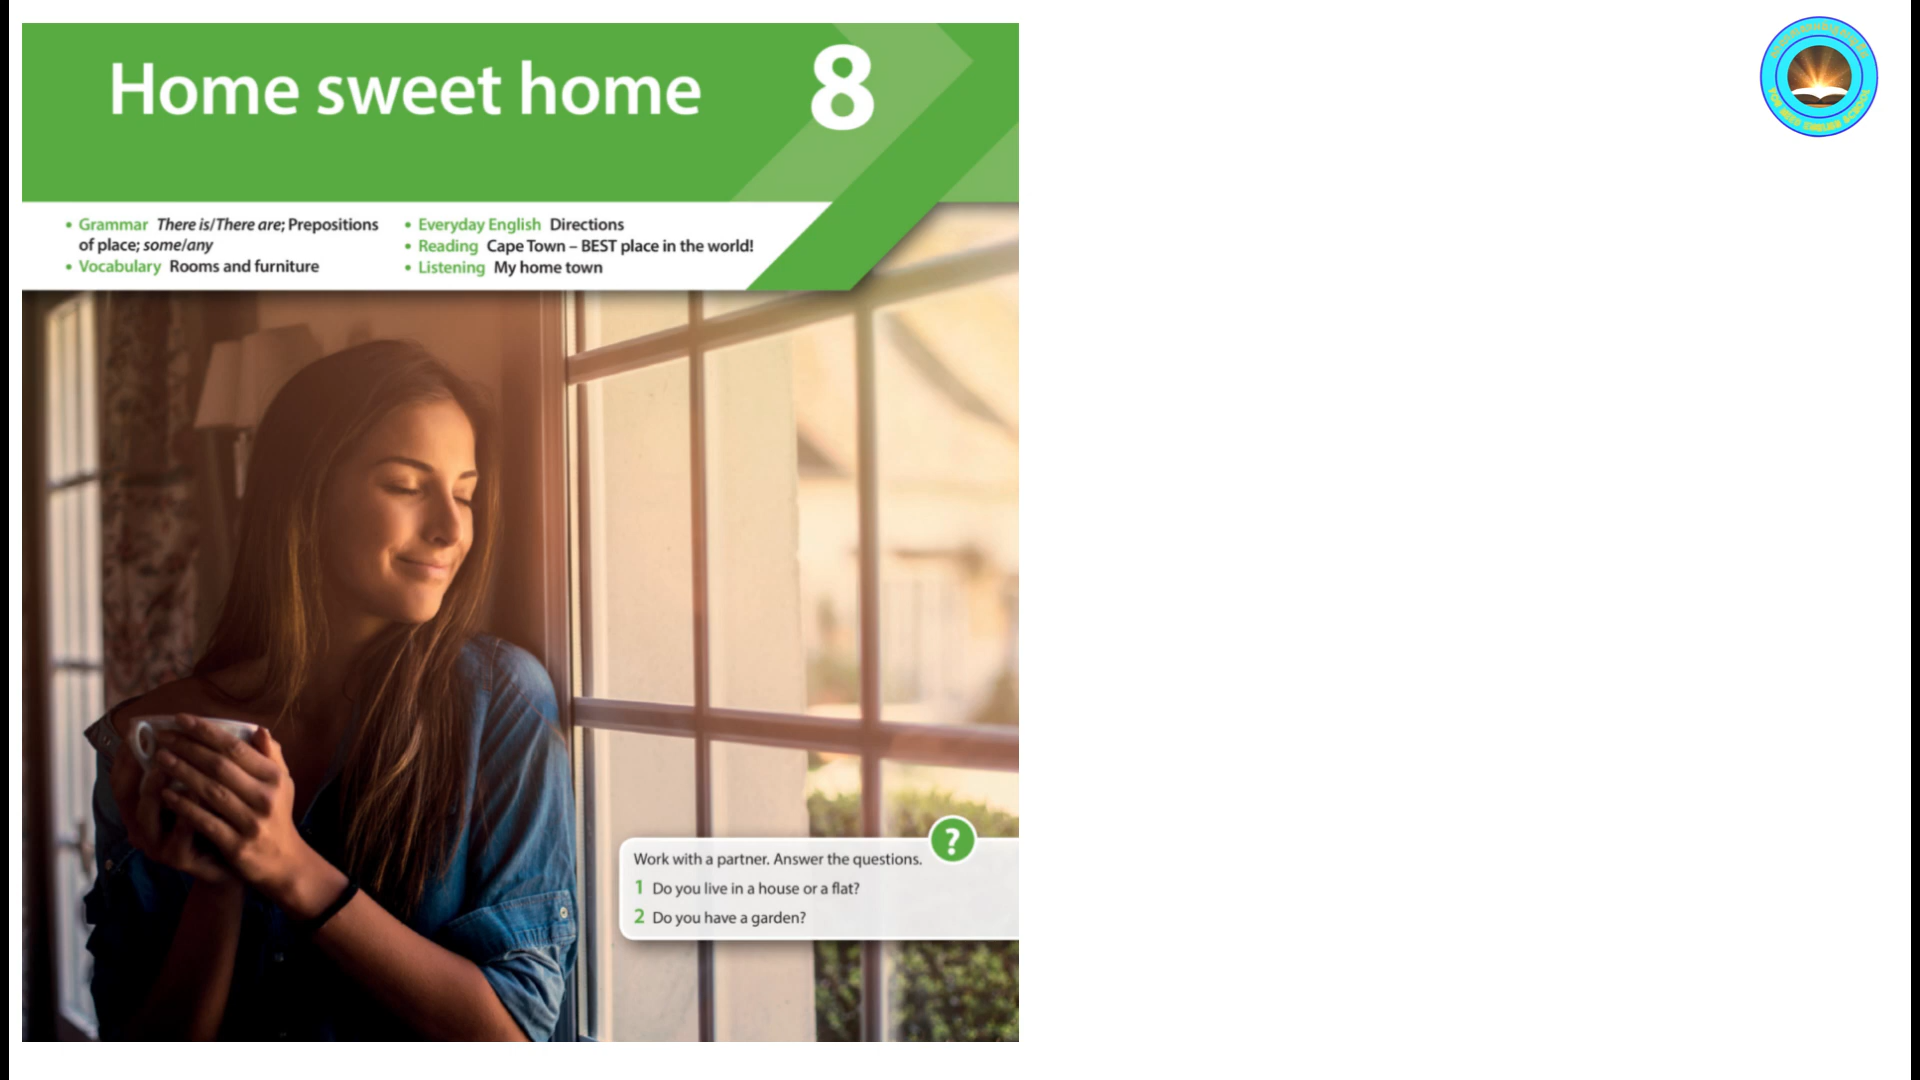 Home sweet home
8
• Grammar There is/There are; Prepositions
of place; some/any
• Vocabulary Rooms and furniture
• Everyday English Directions
• Reading Cape Town – BEST place in the world!
• Listening My home town
?
Work with a partner. Answer the questions.
1 Do you live in a house or a flat?
2 Do you have a garden?